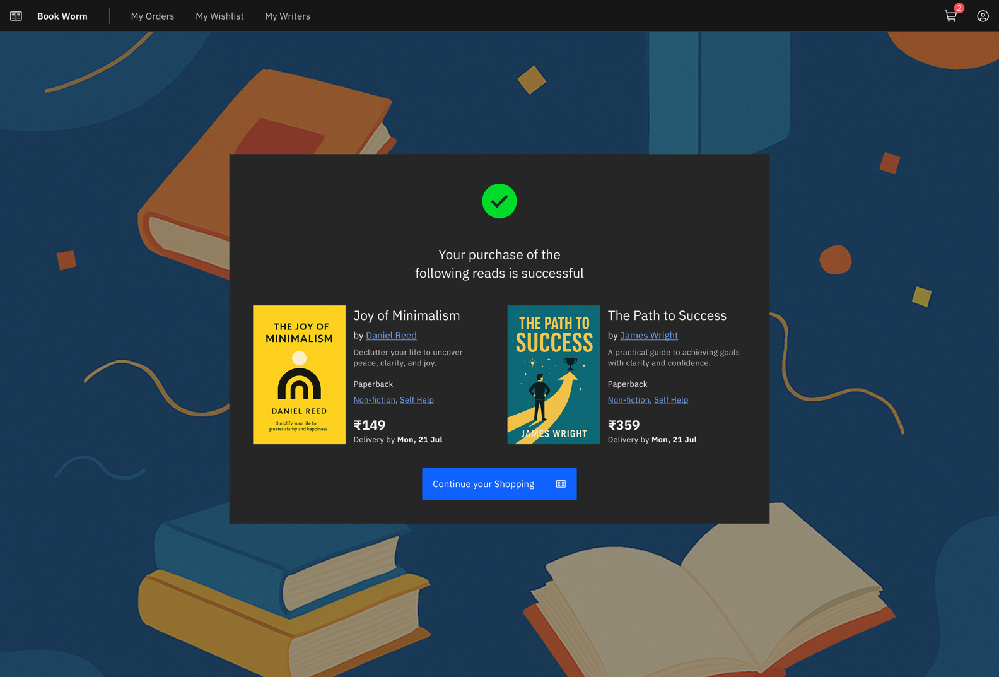 Book Worm
My Orders
My Wishlist
My Writers
2
Your purchase of the
following reads is successful
THE JOY OF
MINIMALISM
DANIEL REED
Simplify your life for
greater clarity and happiness
Joy of Minimalism
by Daniel Reed
Declutter your life to uncover
peace, clarity, and joy.
Paperback
Non-fiction, Self Help
₹149
Delivery by Mon, 21 Jul
THE PATH TO
SUCCESS
JAMES WRIGHT
The Path to Success
by James Wright
A practical guide to achieving goals
with clarity and confidence.
Paperback
Non-fiction, Self Help
₹359
Delivery by Mon, 21 Jul
Continue your Shopping